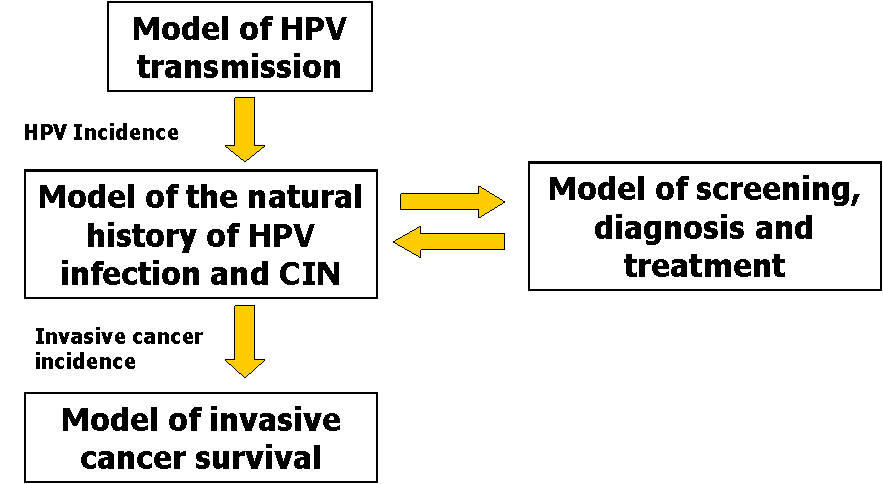 Model of HPV
transmission
HPV Incidence
Model of the natural
history of HPV
infection and CIN
Model of screening,
diagnosis and
treatment
Invasive cancer
incidence
Model of invasive
cancer survival